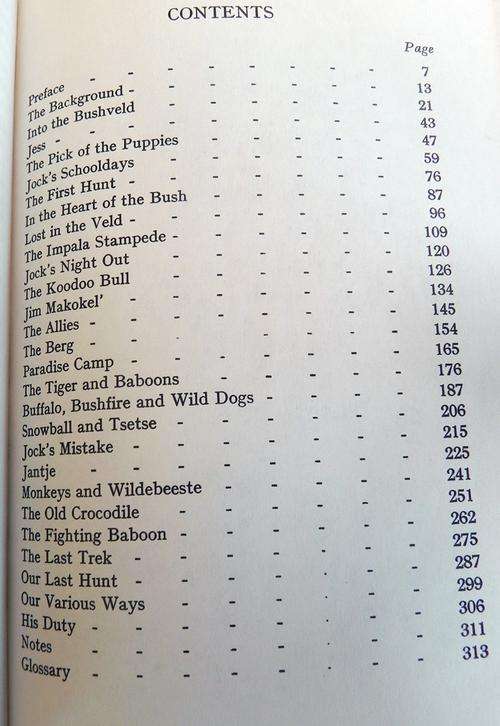 CONTENTS
Page
Preface - - - - - - - - 7
The Background - - - - - - - 13
Into the Bushveld - - - - - - 21
Jess - - - - - - - - 43
The Pick of the Puppies - - - - - 47
Jock's Schooldays - - - - - - 59
The First Hunt - - - - - - - 76
In the Heart of the Bush - - - - - 87
Lost in the Veld - - - - - - - 96
The Impala Stampede - - - - - - 109
Jock's Night Out - - - - - - 120
The Koodoo Bull - - - - - - 126
Jim Makokel' - - - - - - - 134
The Allies - - - - - - - - 145
The Berg - - - - - - - - 154
Paradise Camp - - - - - - - 165
The Tiger and Baboons - - - - - 176
Buffalo, Bushfire and Wild Dogs - - - - 187
Snowball and Tsetse - - - - - - 206
Jock's Mistake - - - - - - - 215
Jantje - - - - - - - - 225
Monkeys and Wildebeeste - - - - - 241
The Old Crocodile - - - - - - 251
The Fighting Baboon - - - - - - 262
The Last Trek - - - - - - - 275
Our Last Hunt - - - - - - - 287
Our Various Ways - - - - - - 299
His Duty - - - - - - - - 306
Notes - - - - - - - - 311
Glossary - - - - - - - - 313